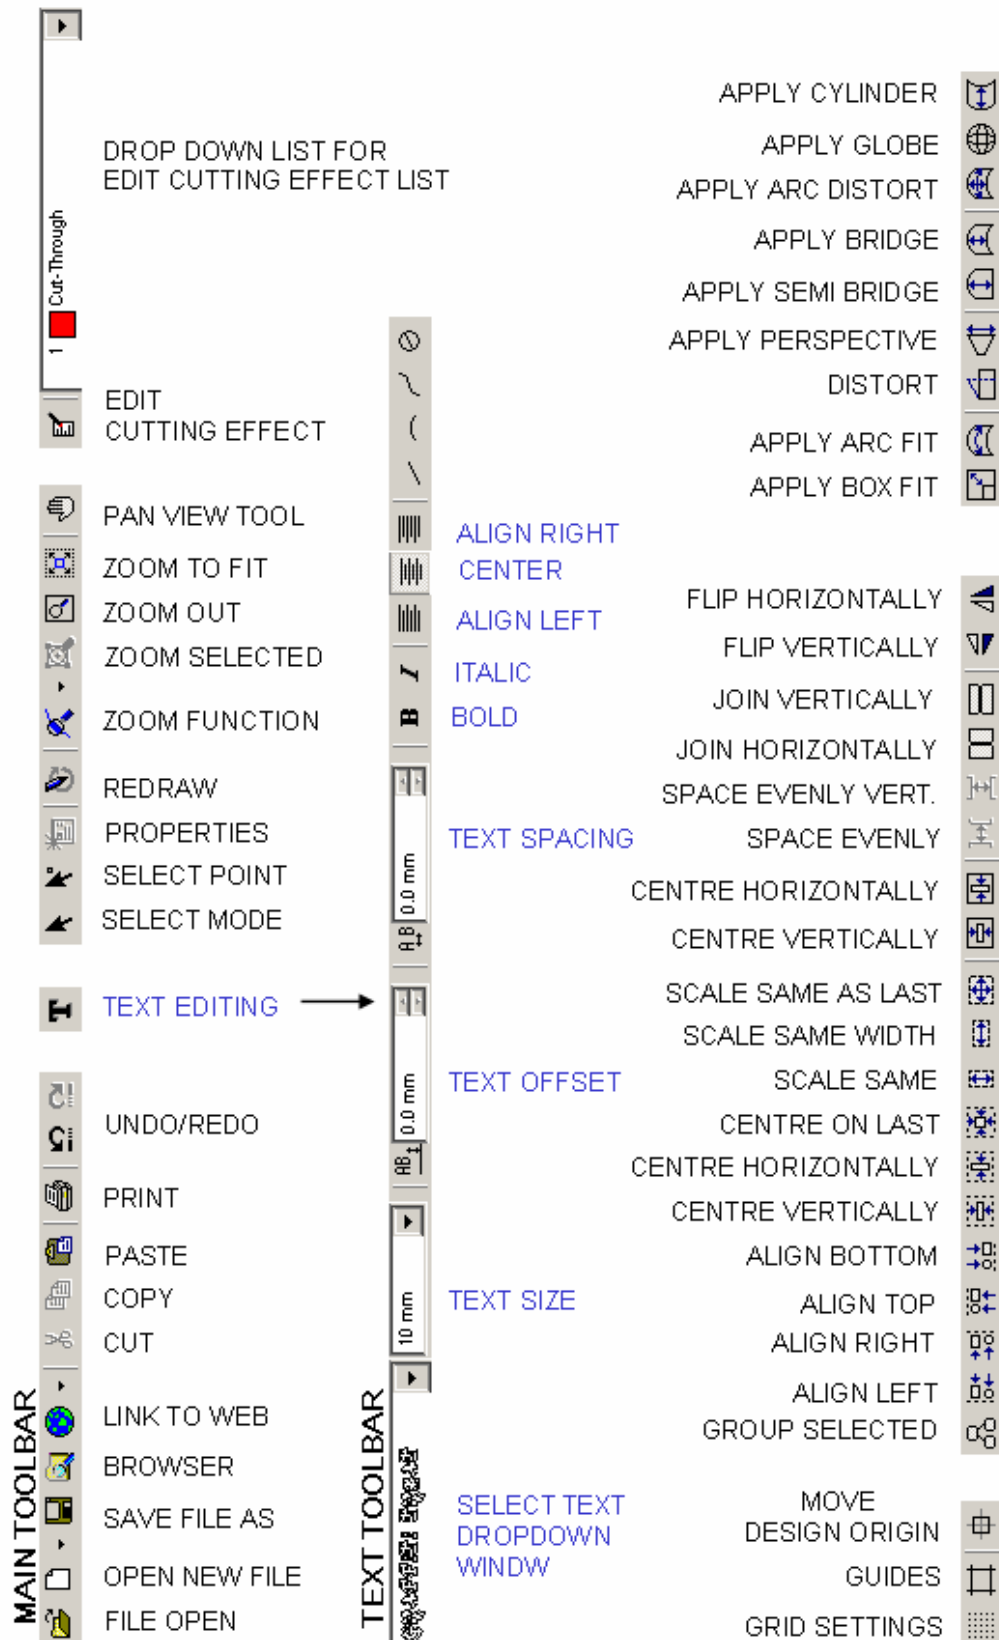 MAIN TOOLBAR
1 Cut-Through
DROP DOWN LIST FOR
EDIT CUTTING EFFECT LIST
EDIT
CUTTING EFFECT
PAN VIEW TOOL
ZOOM TO FIT
ZOOM OUT
ZOOM SELECTED
ZOOM FUNCTION
REDRAW
PROPERTIES
SELECT POINT
SELECT MODE
TEXT EDITING
UNDO/REDO
PRINT
PASTE
COPY
CUT
LINK TO WEB
BROWSER
SAVE FILE AS
OPEN NEW FILE
FILE OPEN
TEXT TOOLBAR
ALIGN RIGHT
CENTER
ALIGN LEFT
I
ITALIC
B
BOLD
0.0 mm
A.B
TEXT SPACING
0.0 mm
AB
TEXT OFFSET
10 mm
TEXT SIZE
SELECT TEXT
DROPDOWN
WINDW
APPLY CYLINDER
APPLY GLOBE
APPLY ARC DISTORT
APPLY BRIDGE
APPLY SEMI BRIDGE
APPLY PERSPECTIVE
DISTORT
APPLY ARC FIT
APPLY BOX FIT
FLIP HORIZONTALLY
FLIP VERTICALLY
JOIN VERTICALLY
JOIN HORIZONTALLY
SPACE EVENLY VERT.
SPACE EVENLY
CENTRE HORIZONTALLY
CENTRE VERTICALLY
SCALE SAME AS LAST
SCALE SAME WIDTH
SCALE SAME
CENTRE ON LAST
CENTRE HORIZONTALLY
CENTRE VERTICALLY
ALIGN BOTTOM
ALIGN TOP
ALIGN RIGHT
ALIGN LEFT
GROUP SELECTED
MOVE
DESIGN ORIGIN
GUIDES
GRID SETTINGS